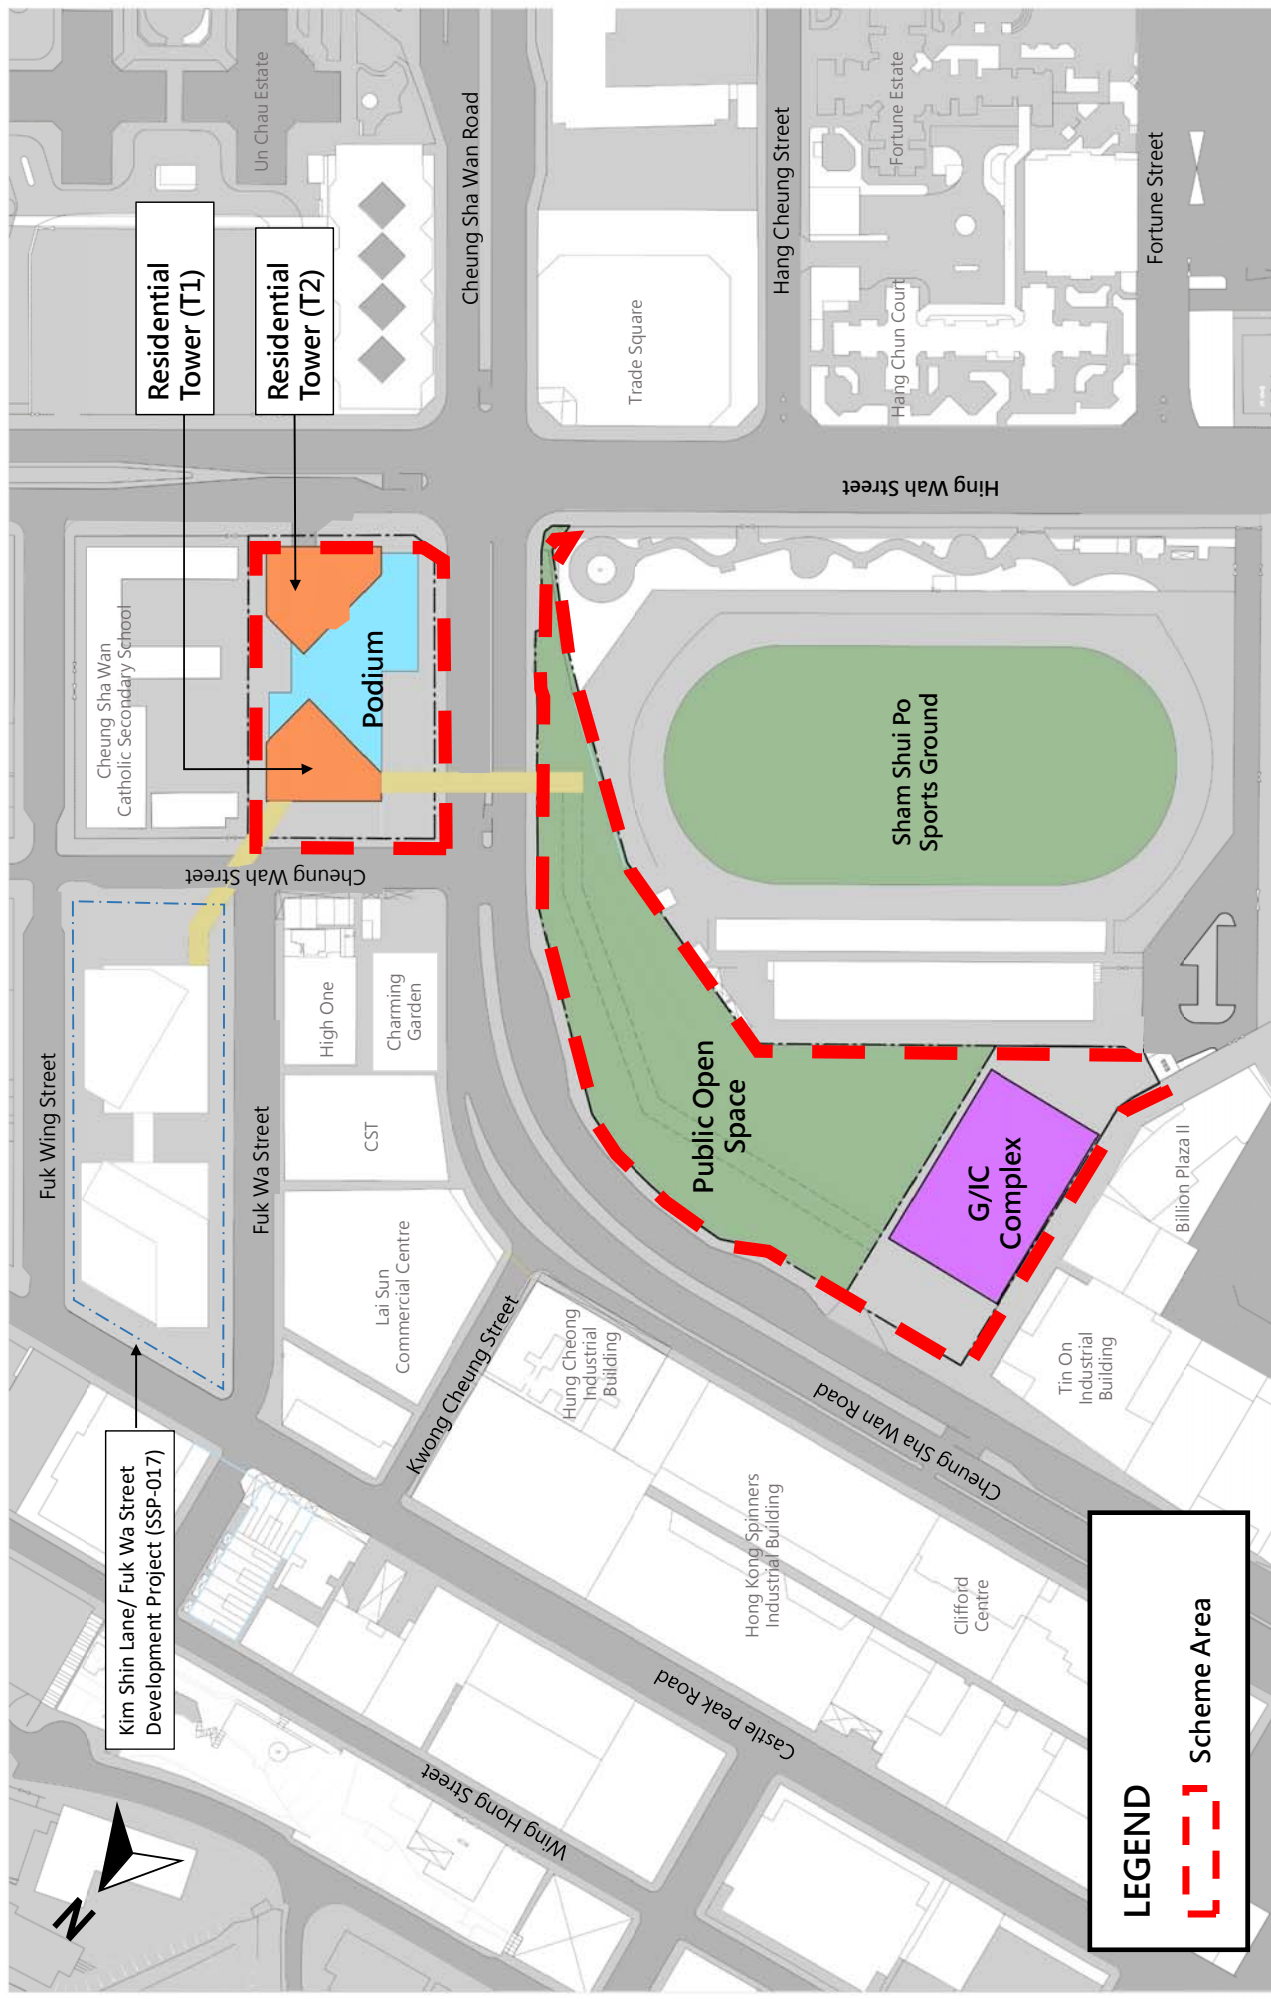 Kim Shin Lane/ Fuk Wa Street
Development Project (SSP-017)
Fuk Wing Street
Fuk Wa Street
Cheung Wah Street
Cheung Sha Wan
Catholic Secondary School
Residential
Tower (T1)
Residential
Tower (T2)
Un Chau Estate
Podium
High One
Charming
Garden
CST
Lai Sun
Commercial Centre
Cheung Sha Wan Road
Kwong Cheung Street
Hung Cheong
Industrial
Building
Trade Square
Hang Cheung Street
Fortune Estate
Hang Chun Court
Fortune Street
Hing Wah Street
Public Open
Space
Sham Shui Po
Sports Ground
G/IC
Complex
Billion Plaza II
Tin On
Industrial
Building
Cheung Sha Wan Road
Hong Kong Spinners
Industrial Building
Clifford
Centre
Castle Peak Road
Wing Hong Street
N
LEGEND
Scheme Area